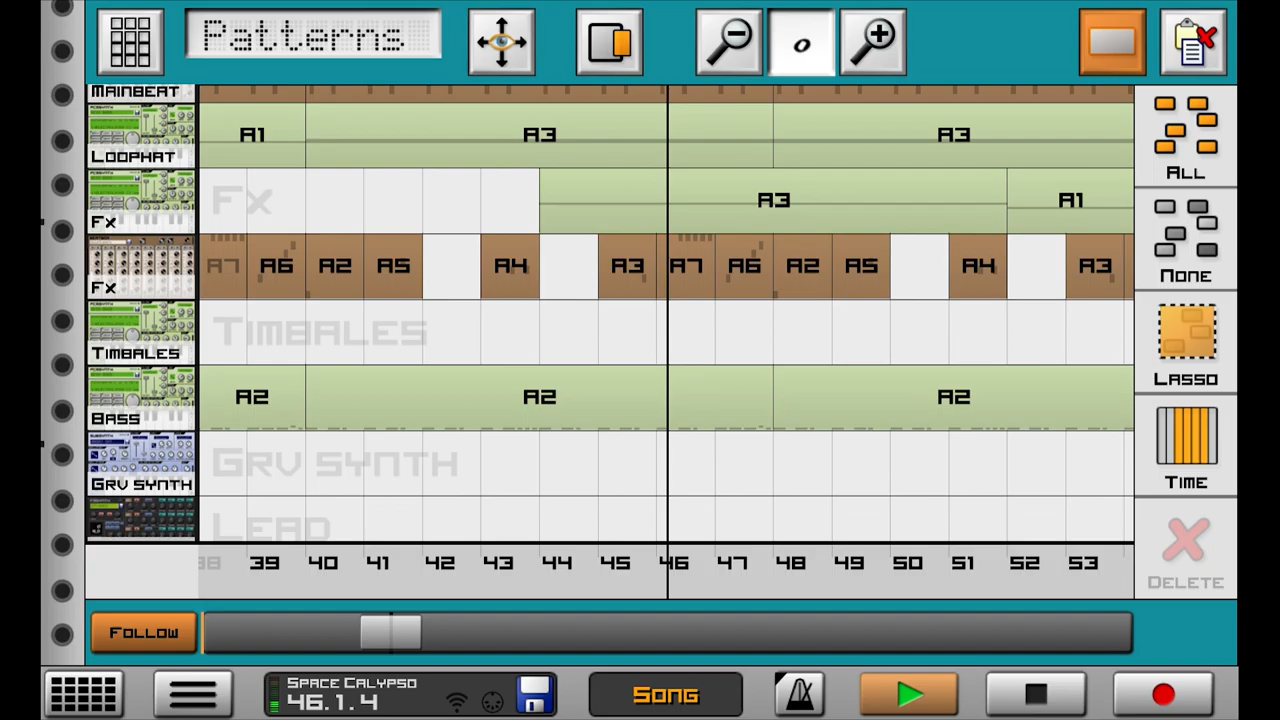 Patterns
o
Mainbeat
Loophat
A1 A3 A3
All
Fx
Fx A3 A1
None
Fx
A7 A6 A2 A5 A4 A3 A7 A6 A2 A5 A4 A3
Timbales
Timbales
Lasso
Bass
A2 A2 A2
Grv synth
Grv synth
Time
Lead
38 39 40 41 42 43 44 45 46 47 48 49 50 51 52 53
Delete
Follow
Space Calypso
46.1.4
Song